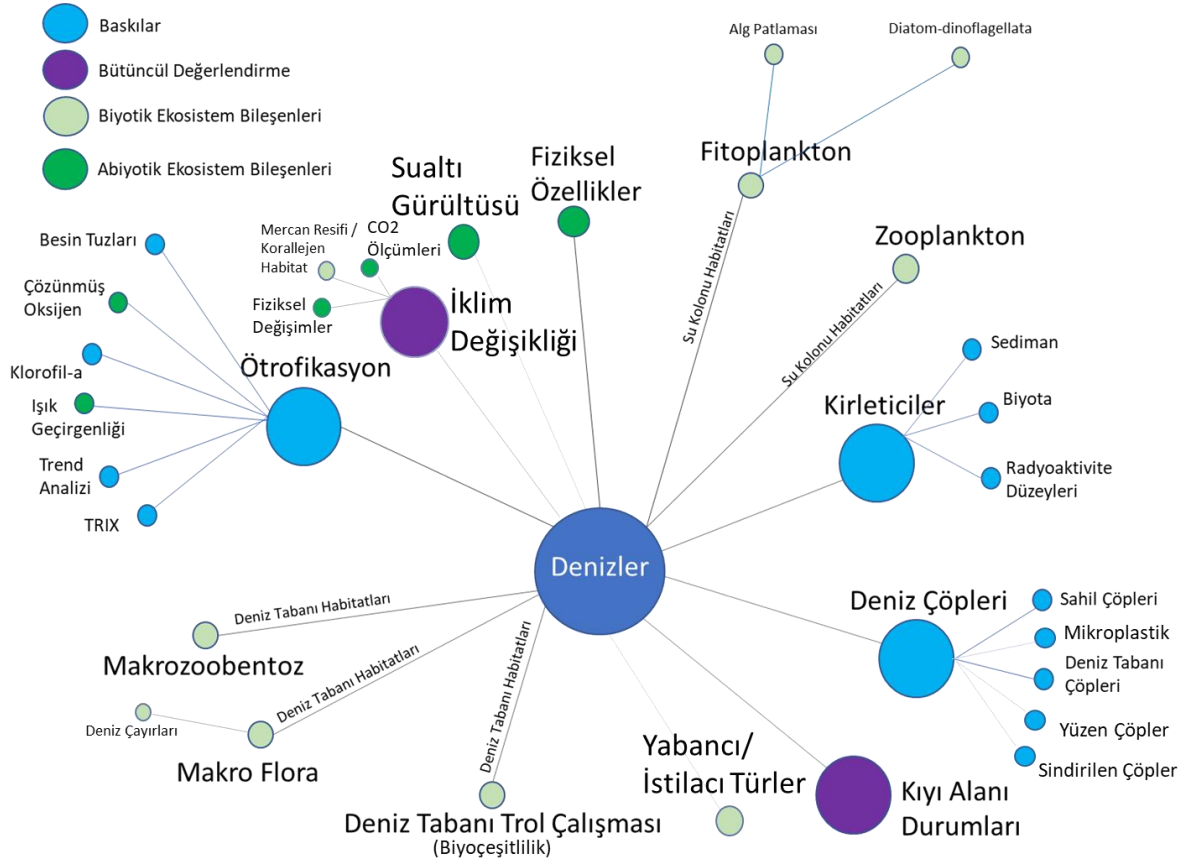 Baskılar
Bütüncül Değerlendirme
Biyotik Ekosistem Bileşenleri
Abiyotik Ekosistem Bileşenleri
Alg Patlaması
Diatom-dinoflagellata
Fitoplankton
Su Kolonu Habitatları
Zooplankton
Su Kolonu Habitatları
Fiziksel
Özellikler
Sualtı
Gürültüsü
Mercan Resifi /
Korallejen
Habitat
CO2
Ölçümleri
Fiziksel
Değişimler
İklim
Değişikliği
Besin Tuzları
Çözünmüş
Oksijen
Klorofil-a
Işık
Geçirgenliği
Trend
Analizi
TRIX
Ötrofikasyon
Kirleticiler
Sediman
Biyota
Radyoaktivite
Düzeyleri
Denizler
Deniz Çöpleri
Sahil Çöpleri
Mikroplastik
Deniz Tabanı
Çöpleri
Yüzen Çöpler
Sindirilen Çöpler
Deniz Tabanı Habitatları
Makrozoobentoz
Deniz Tabanı Habitatları
Deniz Çayırları
Makro Flora
Deniz Tabanı Habitatları
Deniz Tabanı Trol Çalışması
(Biyoçeşitlilik)
Yabancı/
İstilacı Türler
Kıyı Alanı
Durumları